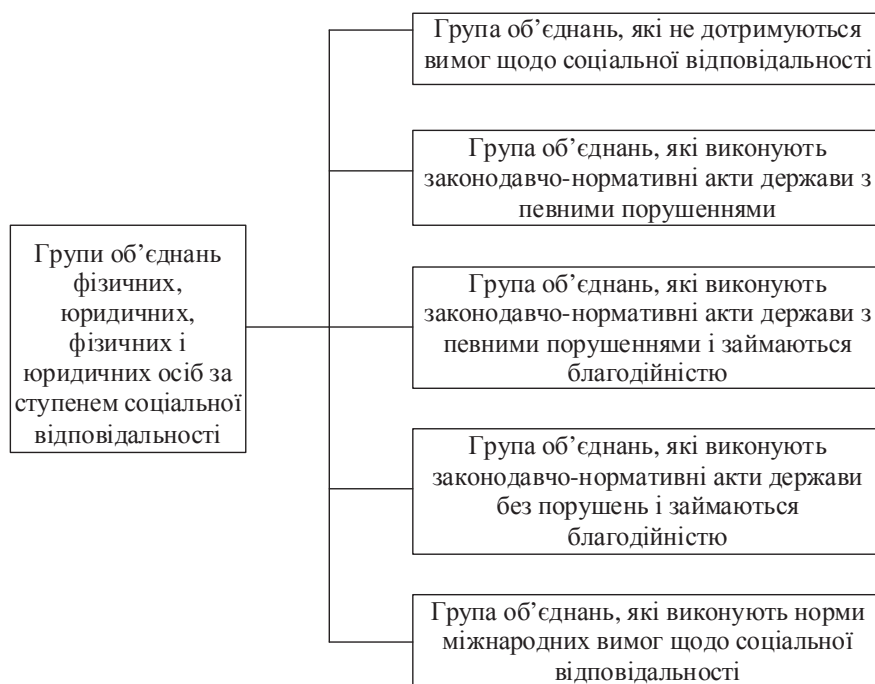 Група об’єднань, які не дотримуються
вимог щодо соціальної відповідальності
Група об’єднань, які виконують
законодавчо-нормативні акти держави з
певними порушеннями
Групи об’єднань
фізичних,
юридичних,
фізичних і
юридичних осіб за
ступенем соціальної
відповідальності
Група об’єднань, які виконують
законодавчо-нормативні акти держави з
певними порушеннями і займаються
благодійністю
Група об’єднань, які виконують
законодавчо-нормативні акти держави
без порушень і займаються
благодійністю
Група об’єднань, які виконують норми
міжнародних вимог щодо соціальної
відповідальності